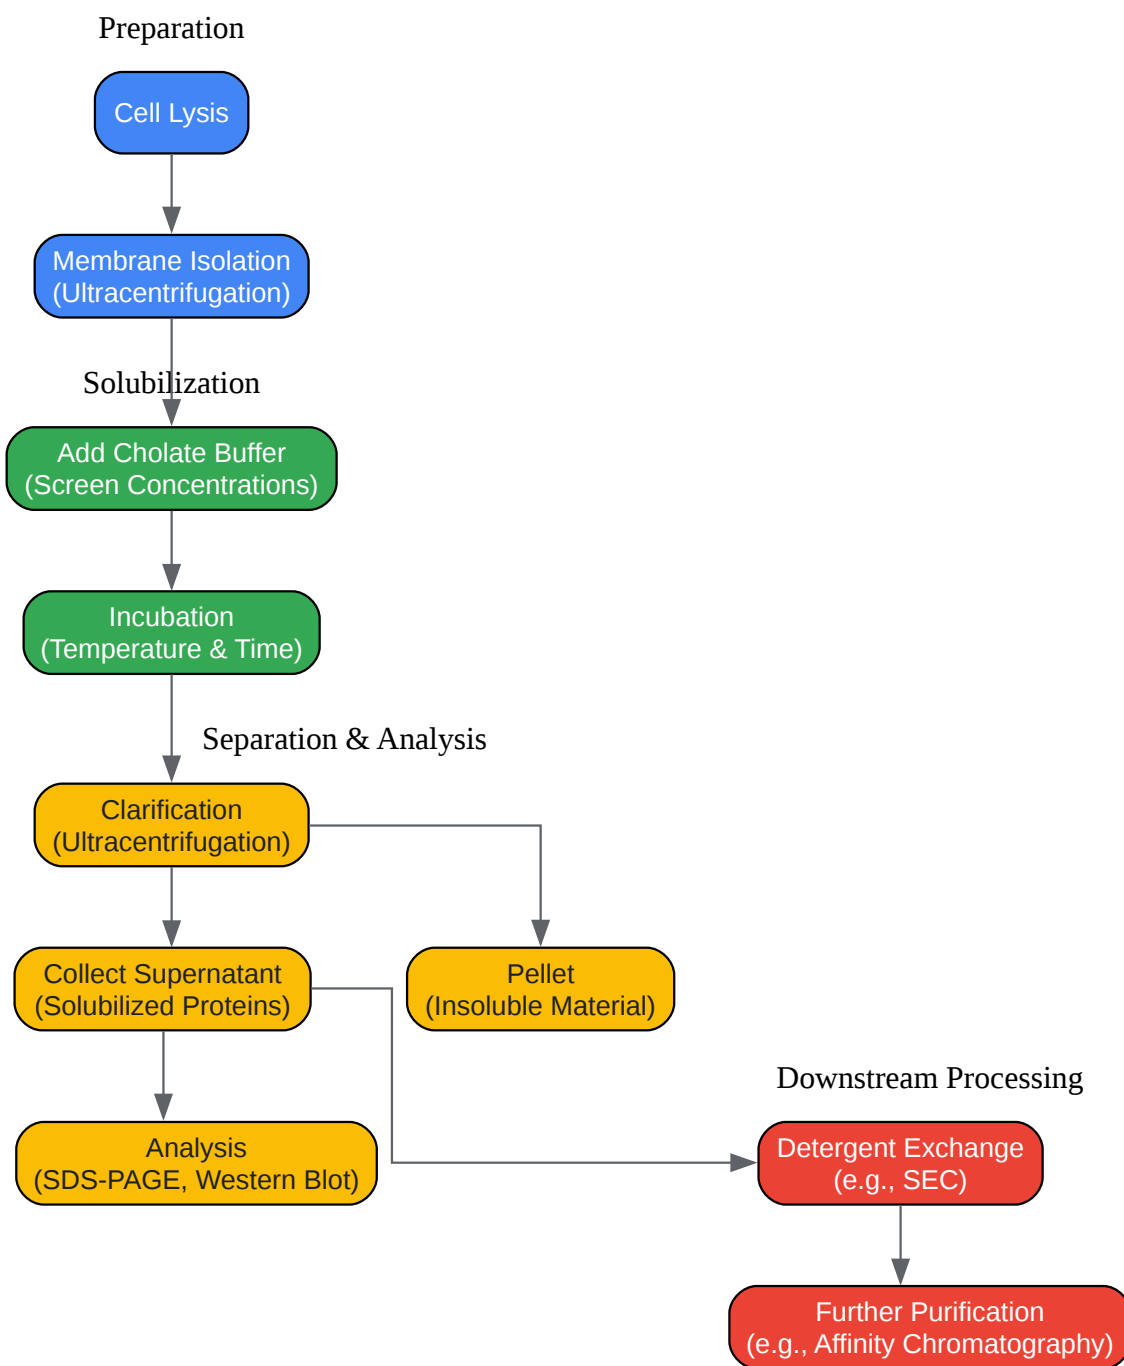 Preparation
Cell Lysis
Membrane Isolation
(Ultracentrifugation)
Solubilization
Add Cholate Buffer
(Screen Concentrations)
Incubation
(Temperature & Time)
Separation & Analysis
Clarification
(Ultracentrifugation)
Collect Supernatant
(Solubilized Proteins)
Pellet
(Insoluble Material)
Analysis
(SDS-PAGE, Western Blot)
Downstream Processing
Detergent Exchange
(e.g., SEC)
Further Purification
(e.g., Affinity Chromatography)